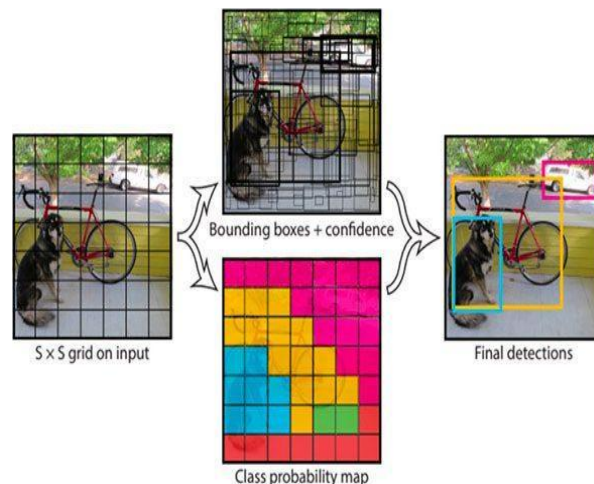 Bounding boxes + confidence
S × S grid on input
Final detections
Class probability map